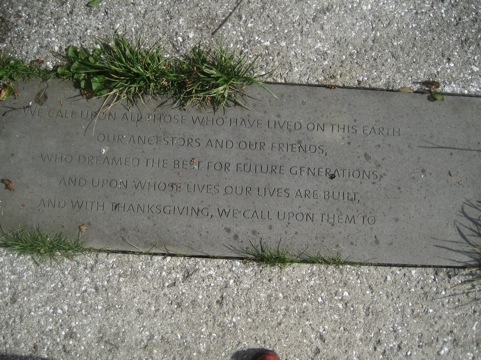 WE CALL UPON ALL THOSE WHO HAVE LIVED ON THIS EARTH
OUR ANCESTORS AND OUR FRIENDS,
WHO DREAMED THE BEST FOR FUTURE GENERATIONS,
AND UPON WHOSE LIVES OUR LIVES ARE BUILT,
AND WITH THANKSGIVING, WE CALL UPON THEM TO